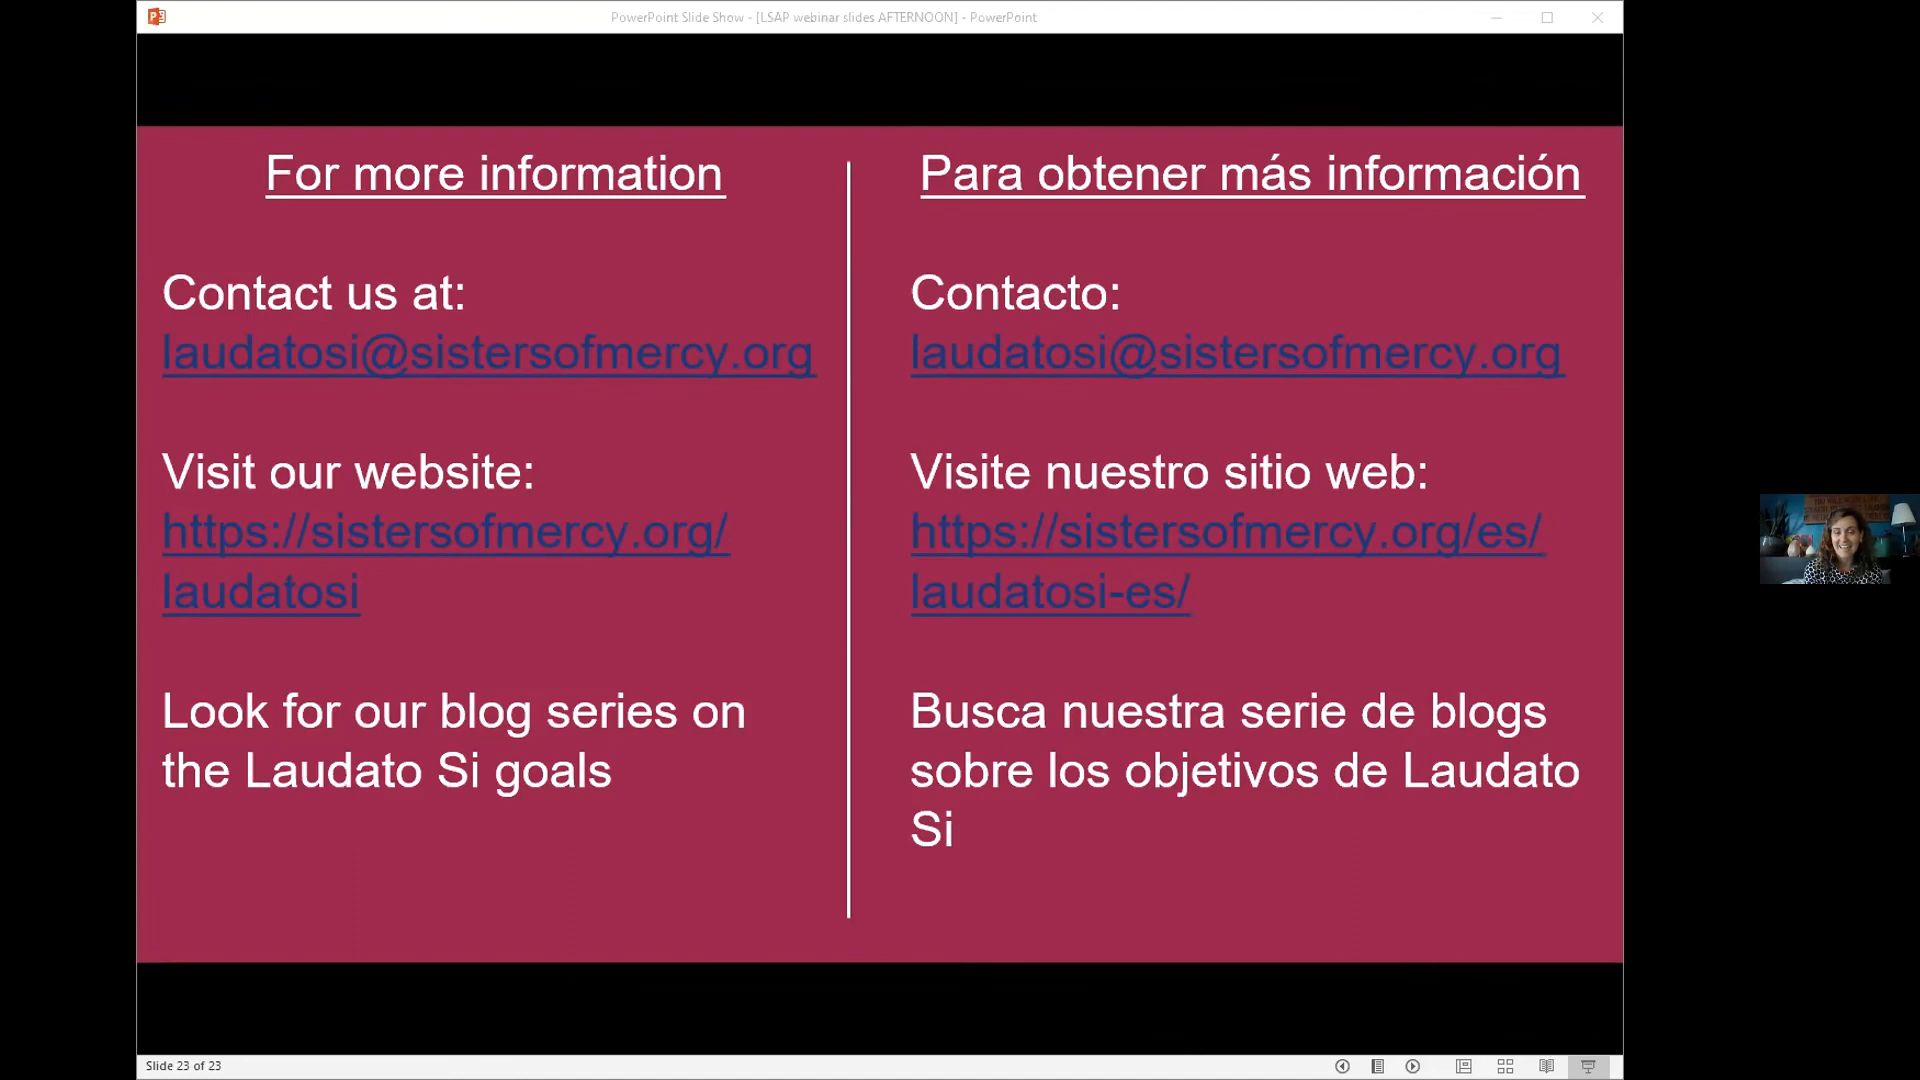 PowerPoint Slide Show - [LSAP webinar slides AFTERNOON] - PowerPoint
For more information
Contact us at:
laudatosi@sistersofmercy.org
Visit our website:
https://sistersofmercy.org/
laudatosi
Look for our blog series on
the Laudato Si goals
Para obtener más información
Contacto:
laudatosi@sistersofmercy.org
Visite nuestro sitio web:
https://sistersofmercy.org/es/
laudatosi-es/
Busca nuestra serie de blogs
sobre los objetivos de Laudato
Si
Slide 23 of 23